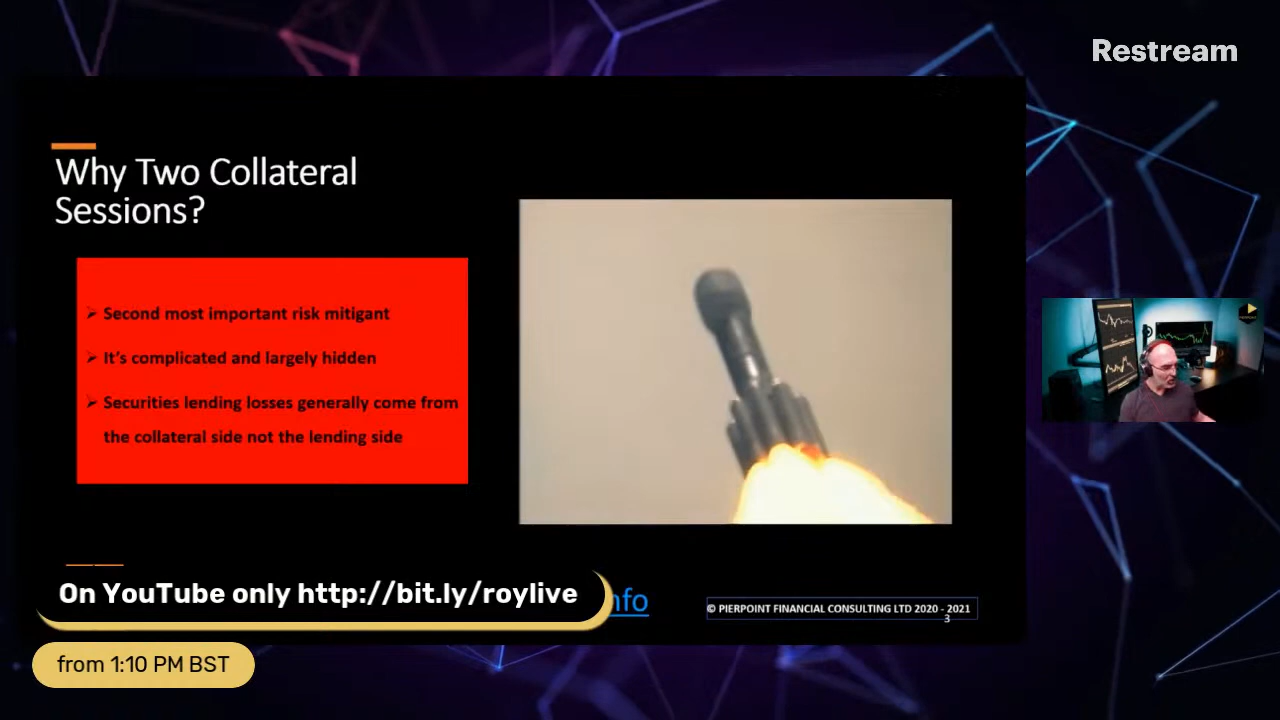 Restream
Why Two Collateral
Sessions?
➢ Second most important risk mitigant
➢ It's complicated and largely hidden
➢ Securities lending losses generally come from
the collateral side not the lending side
On YouTube only http://bit.ly/roylive
© PIERPOINT FINANCIAL CONSULTING LTD 2020 - 2021
3
from 1:10 PM BST